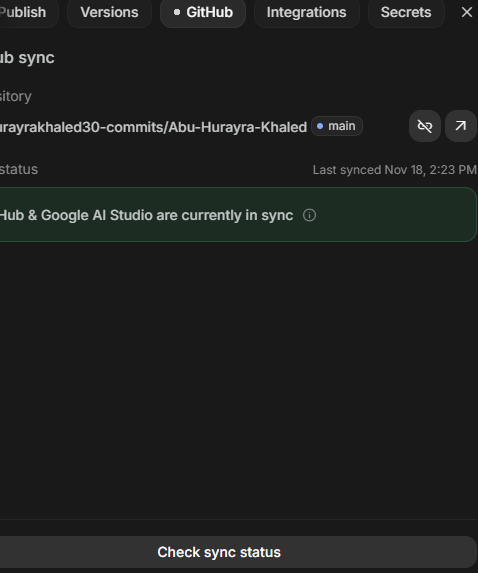 Publish Versions GitHub Integrations Secrets
ub sync
sitory
urayrakhaled30-commits/Abu-Hurayra-Khaled main
status Last synced Nov 18, 2:23 PM
Hub & Google AI Studio are currently in sync
Check sync status